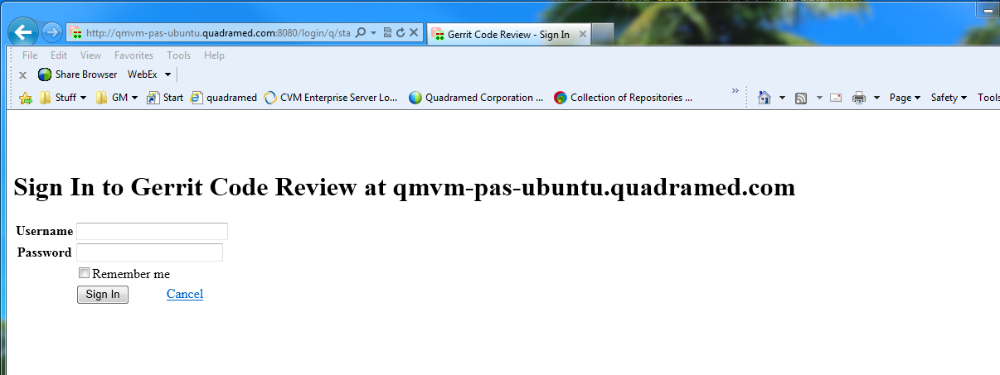 http://qmvm-pas-ubuntu.quadramed.com:8080/login/q/sta
Gerrit Code Review - Sign In
File Edit View Favorites Tools Help
x Share Browser WebEx
Stuff GM Start quadramed CVM Enterprise Server Lo... Quadramed Corporation ... Collection of Repositories ... » Page Safety Tools
Sign In to Gerrit Code Review at qmvm-pas-ubuntu.quadramed.com
Username
Password
Remember me
Sign In Cancel